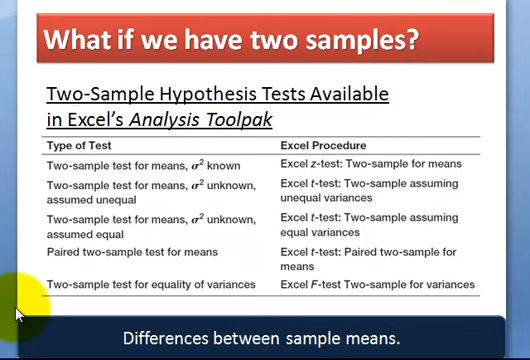 What if we have two samples?
Two-Sample Hypothesis Tests Available
in Excel's Analysis Toolpak
Type of Test Excel Procedure
Two-sample test for means, σ² known Excel z-test: Two-sample for means
Two-sample test for means, σ² unknown, Excel t-test: Two-sample assuming
assumed unequal unequal variances
Two-sample test for means, σ² unknown, Excel t-test: Two-sample assuming
assumed equal equal variances
Paired two-sample test for means Excel t-test: Paired two-sample for
means
Two-sample test for equality of variances Excel F-test Two-sample for variances
Differences between sample means.